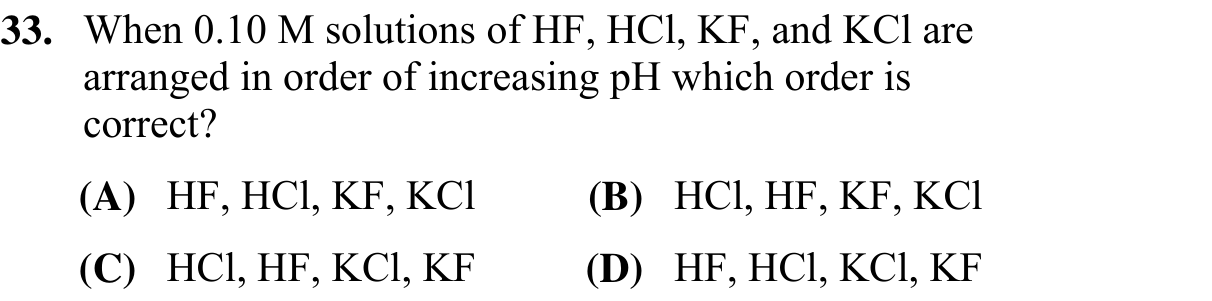 33. When 0.10 M solutions of HF, HCl, KF, and KCl are
arranged in order of increasing pH which order is
correct?
(A) HF, HCl, KF, KCl (B) HCl, HF, KF, KCl
(C) HCl, HF, KCl, KF (D) HF, HCl, KCl, KF